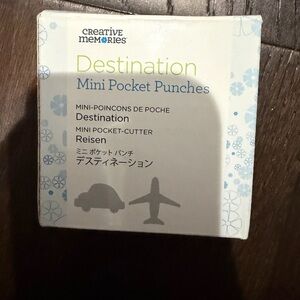 CREATIVE
memories
Destination
Mini Pocket Punches
MINI-POINCONS DE POCHE
Destination
MINI POCKET-CUTTER
Reisen
ミニ ポケット パンチ
デスティネーション